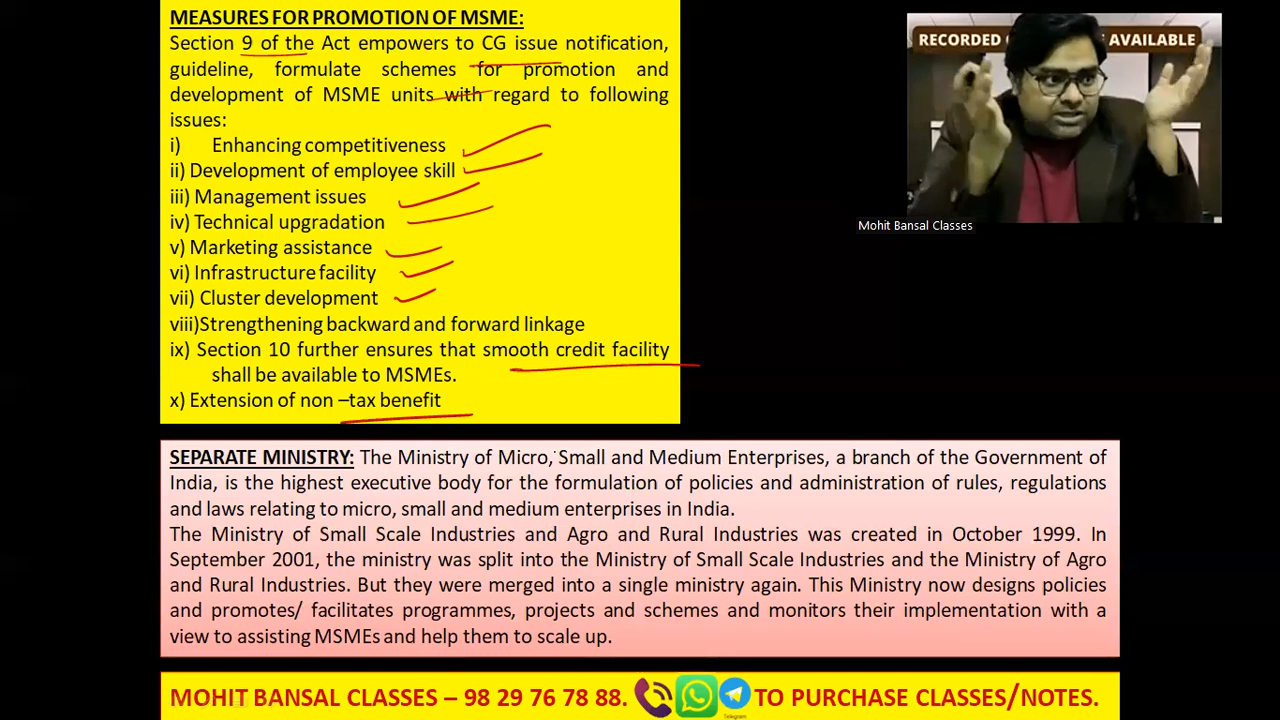 MEASURES FOR PROMOTION OF MSME:
Section 9 of the Act empowers to CG issue notification,
guideline, formulate schemes for promotion and
development of MSME units with regard to following
issues:
i) Enhancing competitiveness
ii) Development of employee skill
iii) Management issues
iv) Technical upgradation
v) Marketing assistance
vi) Infrastructure facility
vii) Cluster development
viii)Strengthening backward and forward linkage
ix) Section 10 further ensures that smooth credit facility
shall be available to MSMEs.
x) Extension of non –tax benefit
RECORDED
AVAILABLE
Mohit Bansal Classes
SEPARATE MINISTRY: The Ministry of Micro, Small and Medium Enterprises, a branch of the Government of
India, is the highest executive body for the formulation of policies and administration of rules, regulations
and laws relating to micro, small and medium enterprises in India.
The Ministry of Small Scale Industries and Agro and Rural Industries was created in October 1999. In
September 2001, the ministry was split into the Ministry of Small Scale Industries and the Ministry of Agro
and Rural Industries. But they were merged into a single ministry again. This Ministry now designs policies
and promotes/ facilitates programmes, projects and schemes and monitors their implementation with a
view to assisting MSMEs and help them to scale up.
MOHIT BANSAL CLASSES – 98 29 76 78 88. TO PURCHASE CLASSES/NOTES.
Telegram